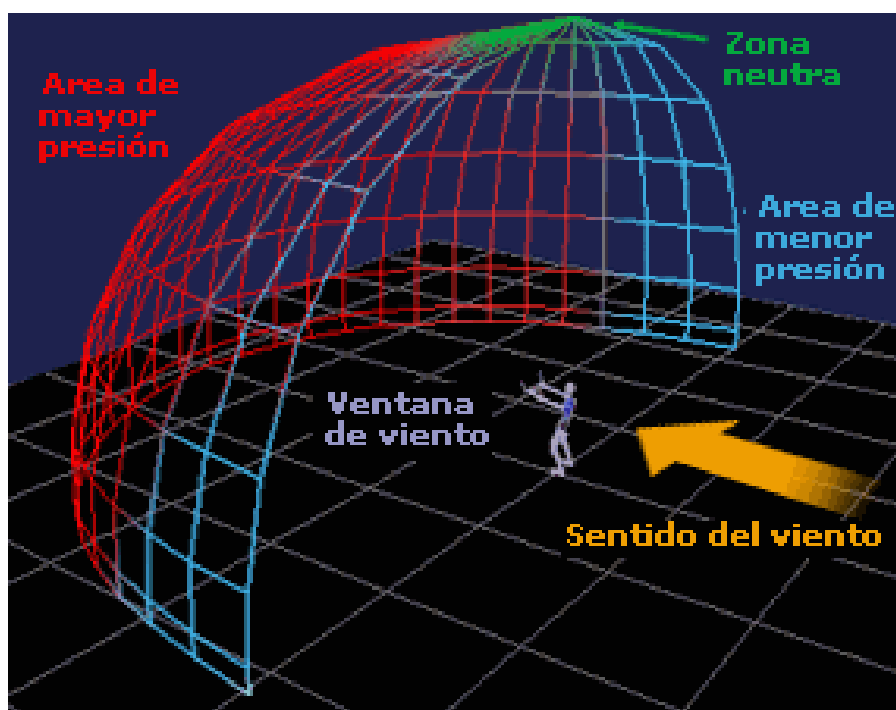 Zona
neutra
Area de
mayor
presión
Area de
menor
presión
Ventana
de viento
Sentido del viento